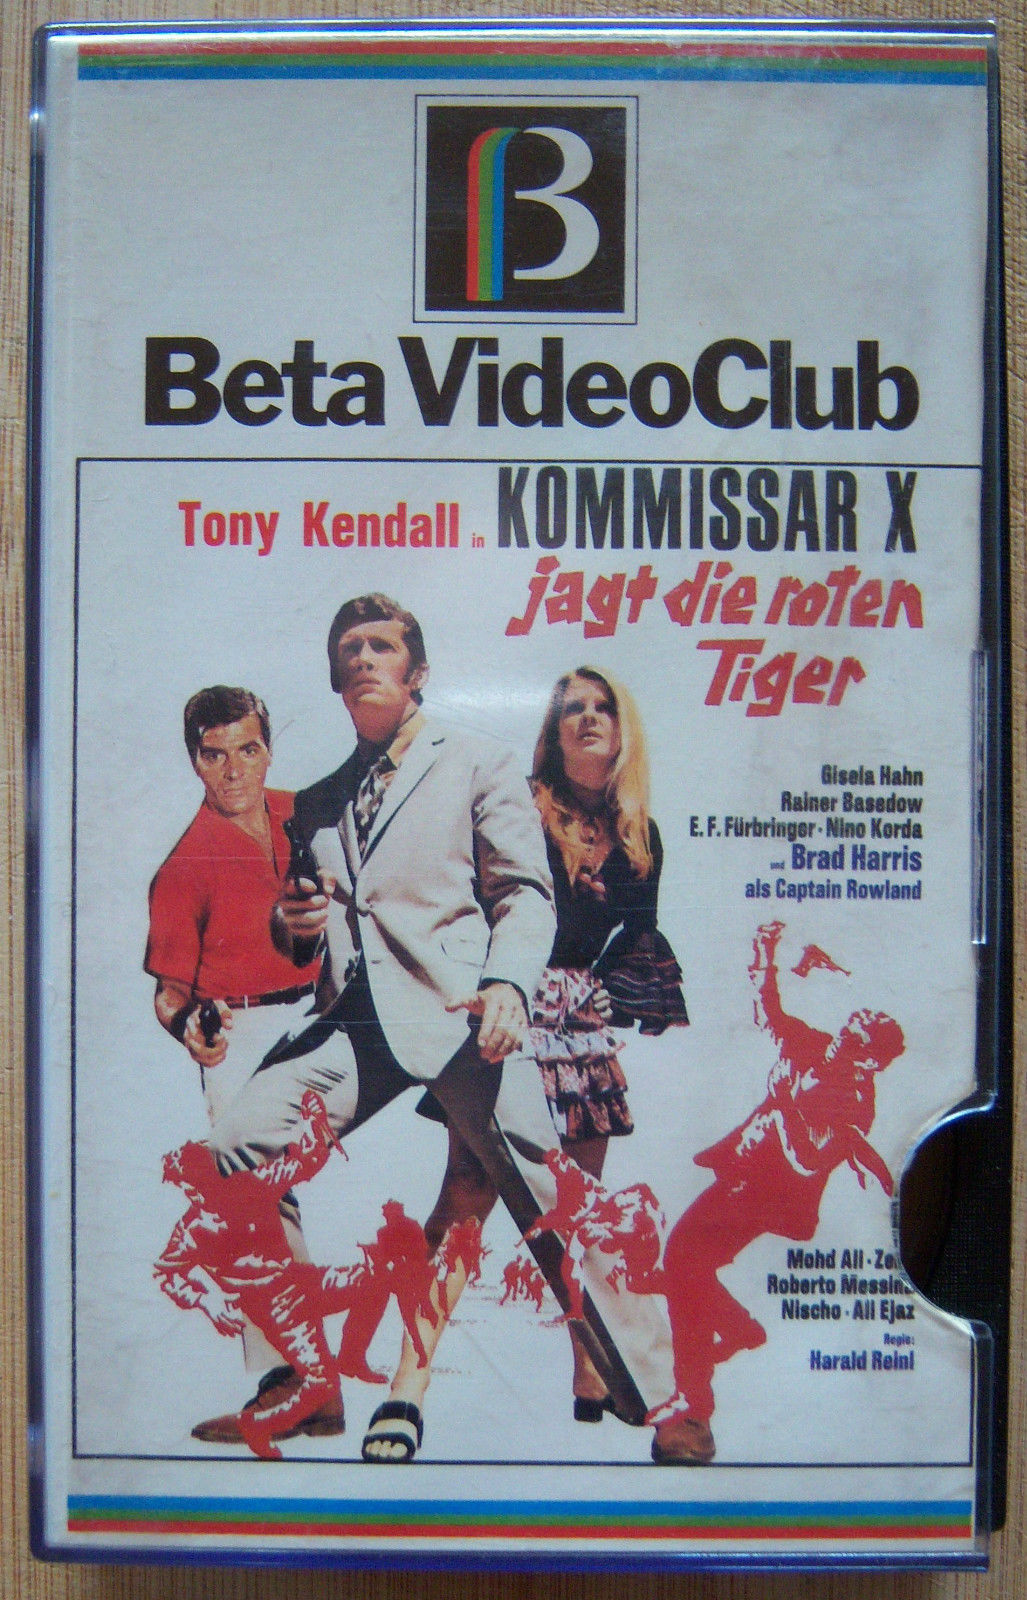 B
Beta VideoClub
Tony Kendall in KOMMISSAR X
jagt die roten
Tiger
Gisela Hahn
Rainer Basedow
E. F. Fürbringer · Nino Korda
und Brad Harris
als Captain Rowland
Mohd Ali ·
Roberto
Nischo · Ali Ejaz
Regie:
Harald Reinl